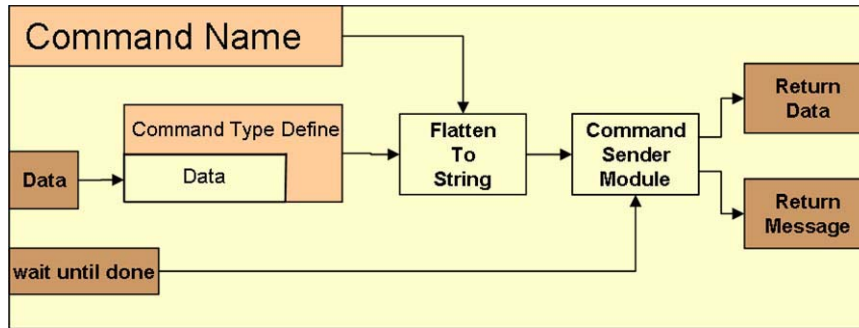 Command Name
Command Type Define
Data
Data
Flatten
To
String
Command
Sender
Module
Return
Data
Return
Message
wait until done